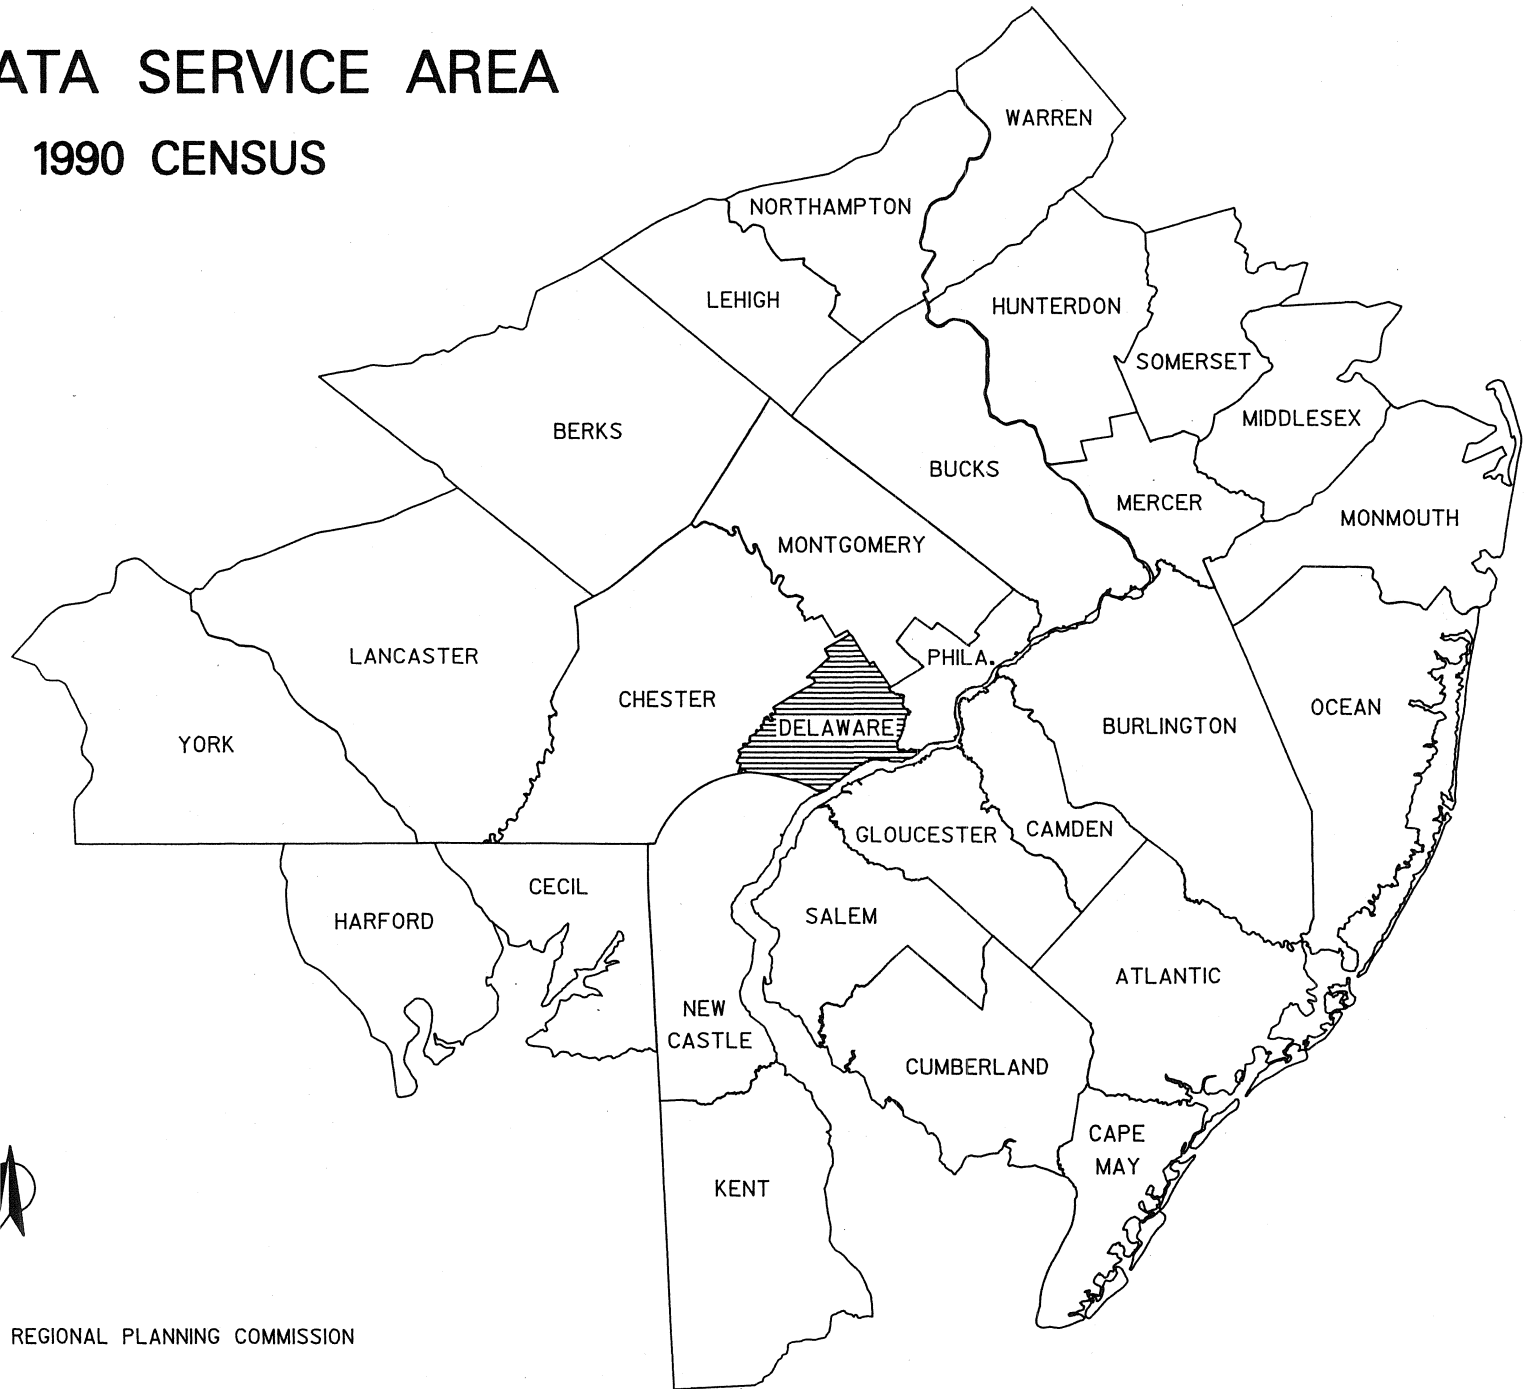 ATA SERVICE AREA
1990 CENSUS
WARREN
NORTHAMPTON
LEHIGH
HUNTERDON
SOMERSET
MIDDLESEX
BERKS
BUCKS
MERCER
MONMOUTH
MONTGOMERY
LANCASTER
PHILA.
CHESTER
OCEAN
DELAWARE
BURLINGTON
YORK
GLOUCESTER
CAMDEN
CECIL
HARFORD
SALEM
ATLANTIC
NEW
CASTLE
CUMBERLAND
CAPE
MAY
KENT
REGIONAL PLANNING COMMISSION